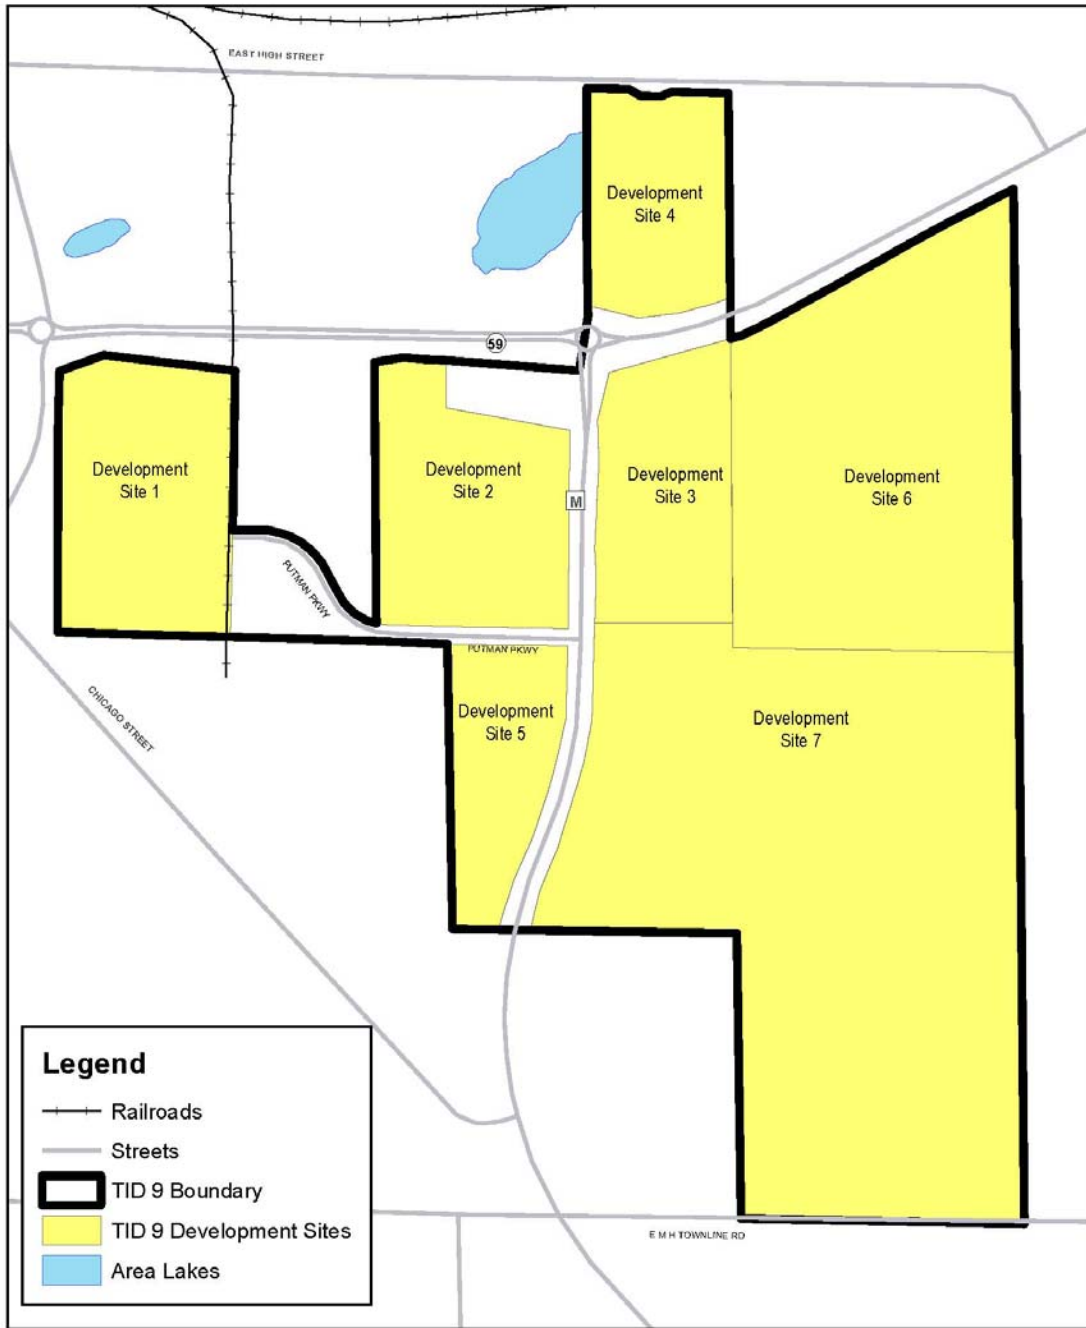 EAST HIGH STREET
Development
Site 4
59
Development
Site 1
Development
Site 2
Development
Site 3
Development
Site 6
M
PUTMAN PKWY
PUTMAN PKWY
CHICAGO STREET
Development
Site 5
Development
Site 7
Legend
Railroads
Streets
TID 9 Boundary
TID 9 Development Sites
Area Lakes
E M H TOWNLINE RD